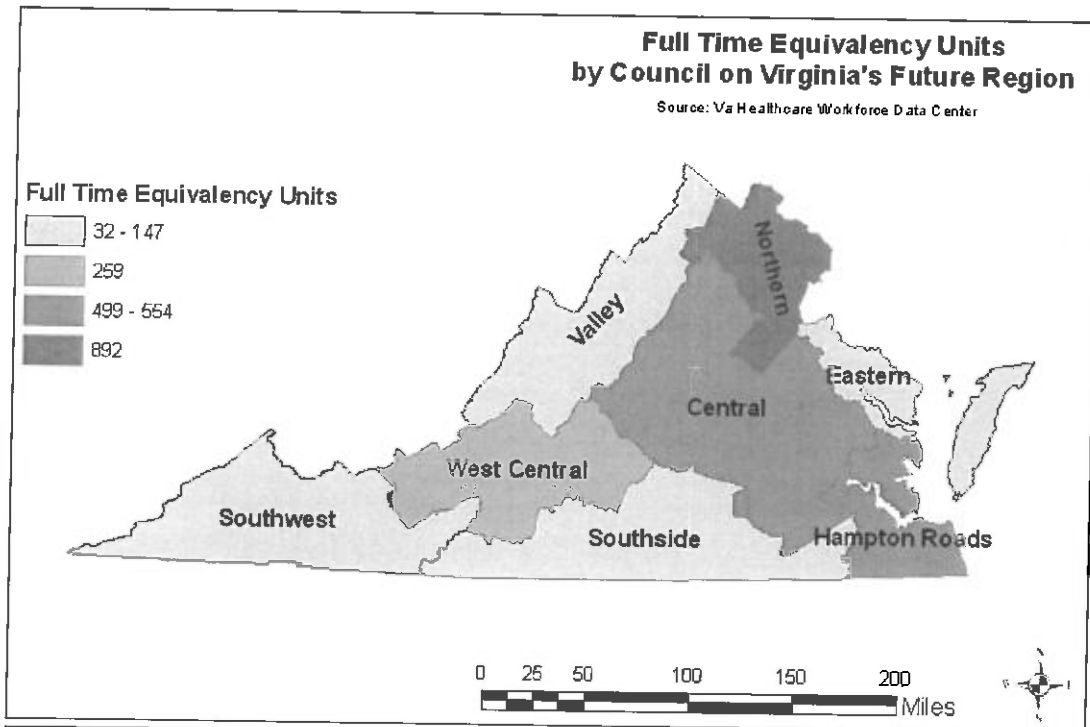 Full Time Equivalency Units
by Council on Virginia's Future Region
Source: Va Healthcare Workforce Data Center
Full Time Equivalency Units
32 - 147
259
499 - 554
892
Northern
Valley
Eastern
Central
West Central
Southwest
Southside
Hampton Roads
0 25 50 100 150 200
Miles